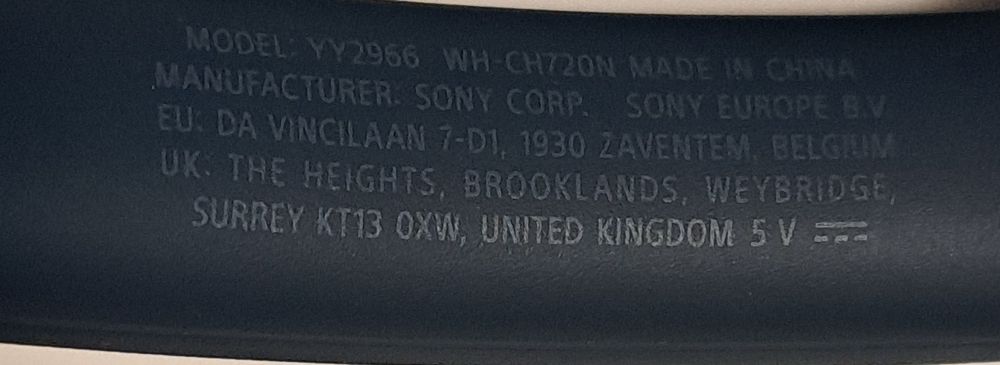 MODEL: YY2966 WH-CH720N MADE IN CHINA
MANUFACTURER: SONY CORP. SONY EUROPE B.V
EU: DA VINCILAAN 7-D1, 1930 ZAVENTEM, BELGIUM
UK: THE HEIGHTS, BROOKLANDS, WEYBRIDGE,
SURREY KT13 0XW, UNITED KINGDOM 5 V ⎓